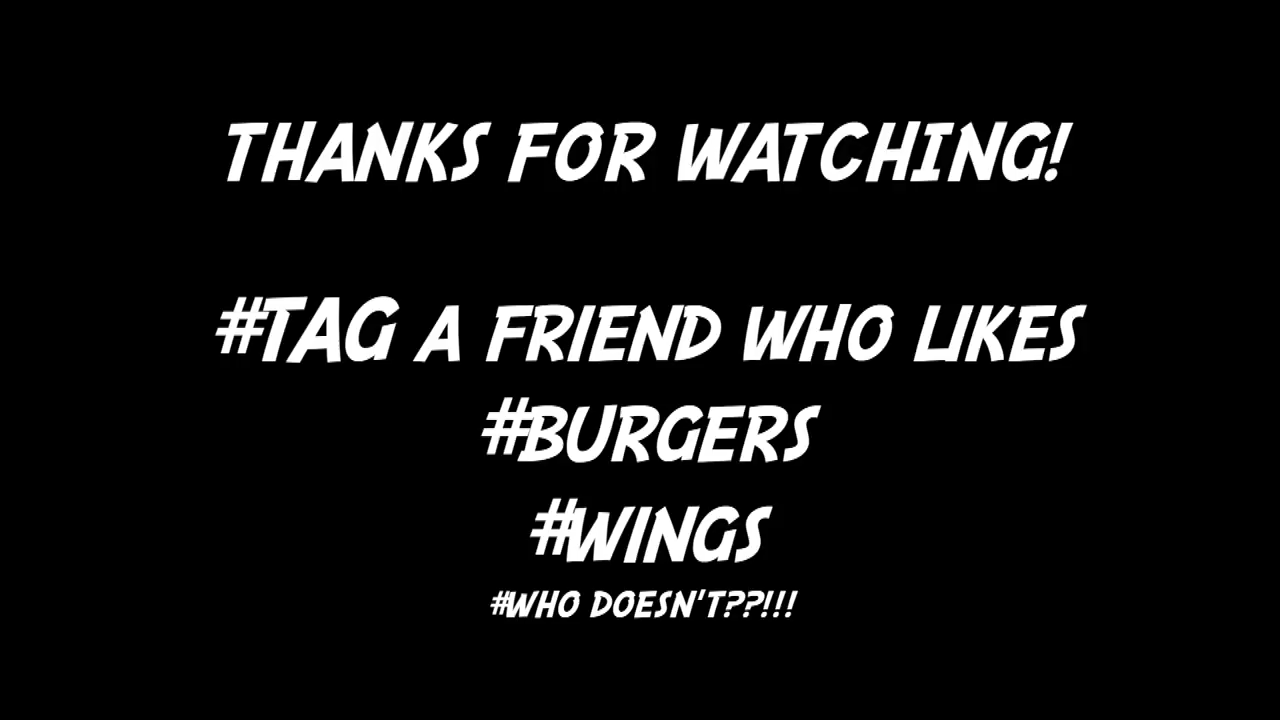 THANKS FOR WATCHING!
#TAG A FRIEND WHO LIKES
#BURGERS
#WINGS
#WHO DOESN'T??!!!